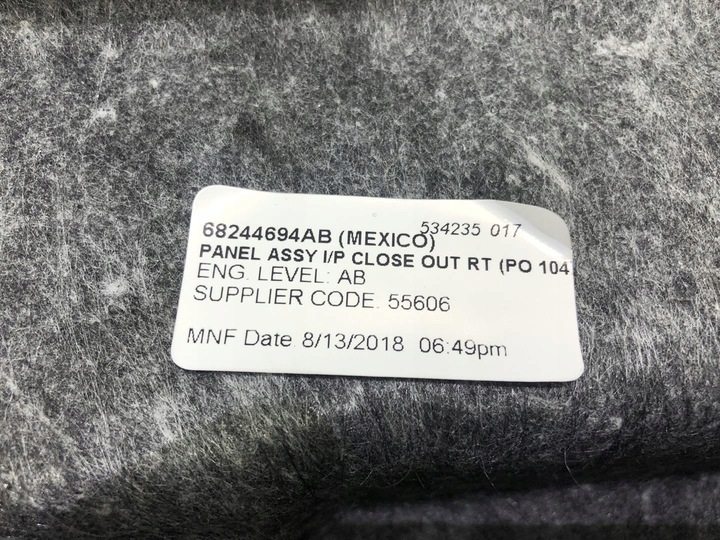 534235 017
68244694AB (MEXICO)
PANEL ASSY I/P CLOSE OUT RT (PO 104
ENG. LEVEL: AB
SUPPLIER CODE. 55606
MNF Date 8/13/2018 06:49pm